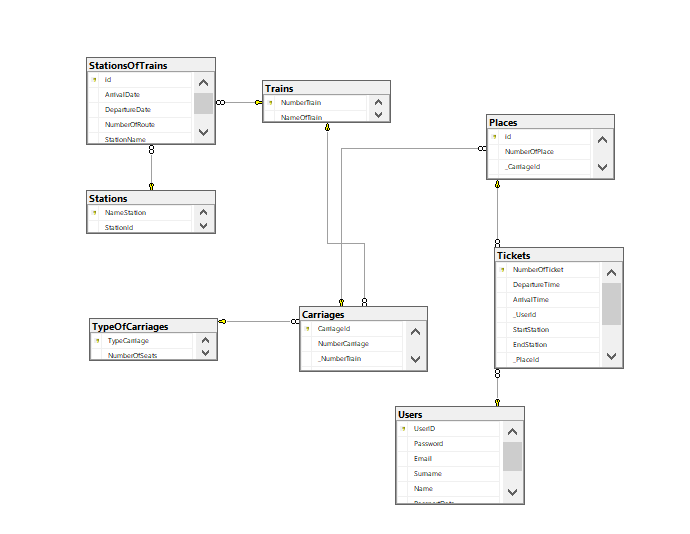 StationsOfTrains
id
ArrivalDate
DepartureDate
NumberOfRoute
StationName
Trains
NumberTrain
NameOfTrain
Places
id
NumberOfPlace
_CarriageId
Stations
NameStation
StationId
Tickets
NumberOfTicket
DepartureTime
ArrivalTime
_UserId
StartStation
EndStation
_PlaceId
TypeOfCarriages
TypeCarriage
NumberOfSeats
Carriages
CarriageId
NumberCarriage
_NumberTrain
Users
UserID
Password
Email
Surname
Name